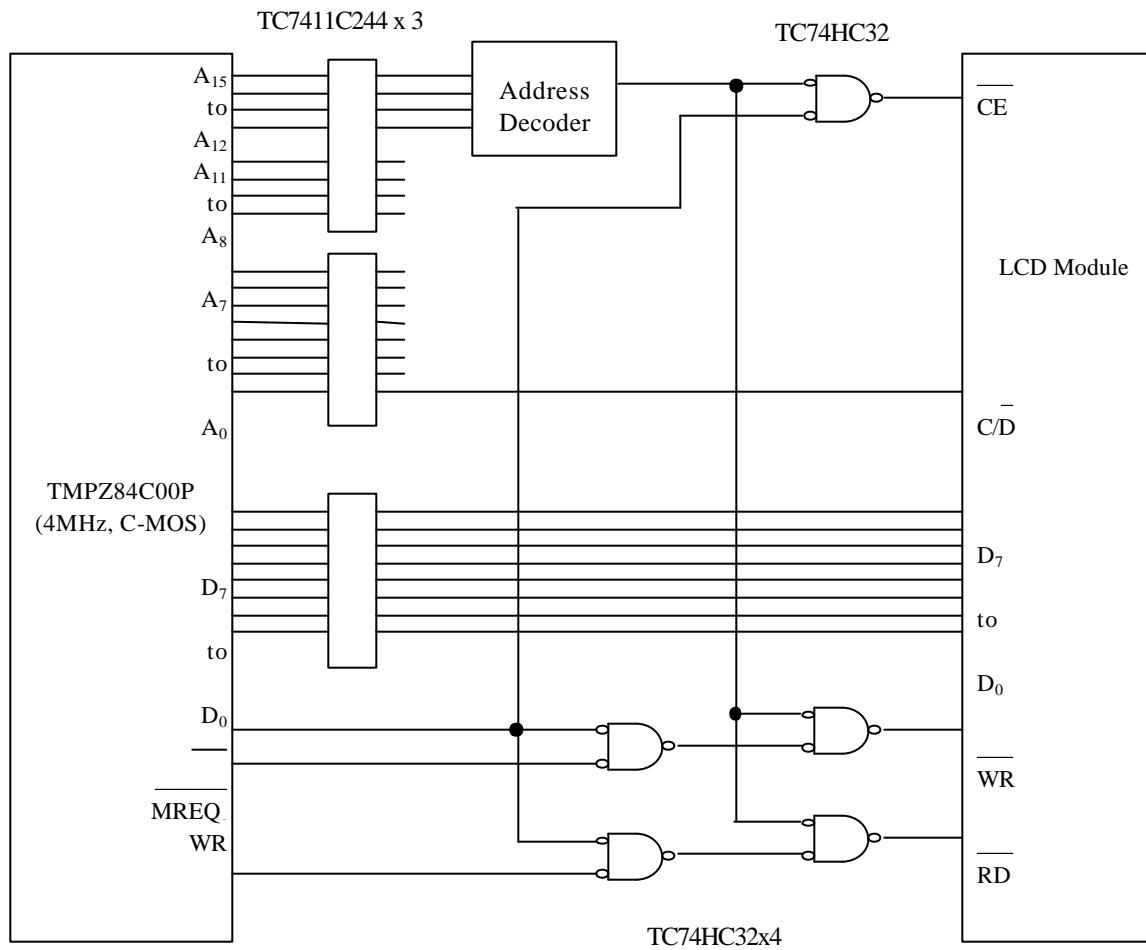 TC7411C244 x 3
TC74HC32
A15
to
A12
A11
to
A8
Address
Decoder
CE
LCD Module
A7
to
A0
C/D
TMPZ84C00P
(4MHz, C-MOS)
D7
to
D0
D7
to
D0
MREQ
WR
WR
RD
TC74HC32x4